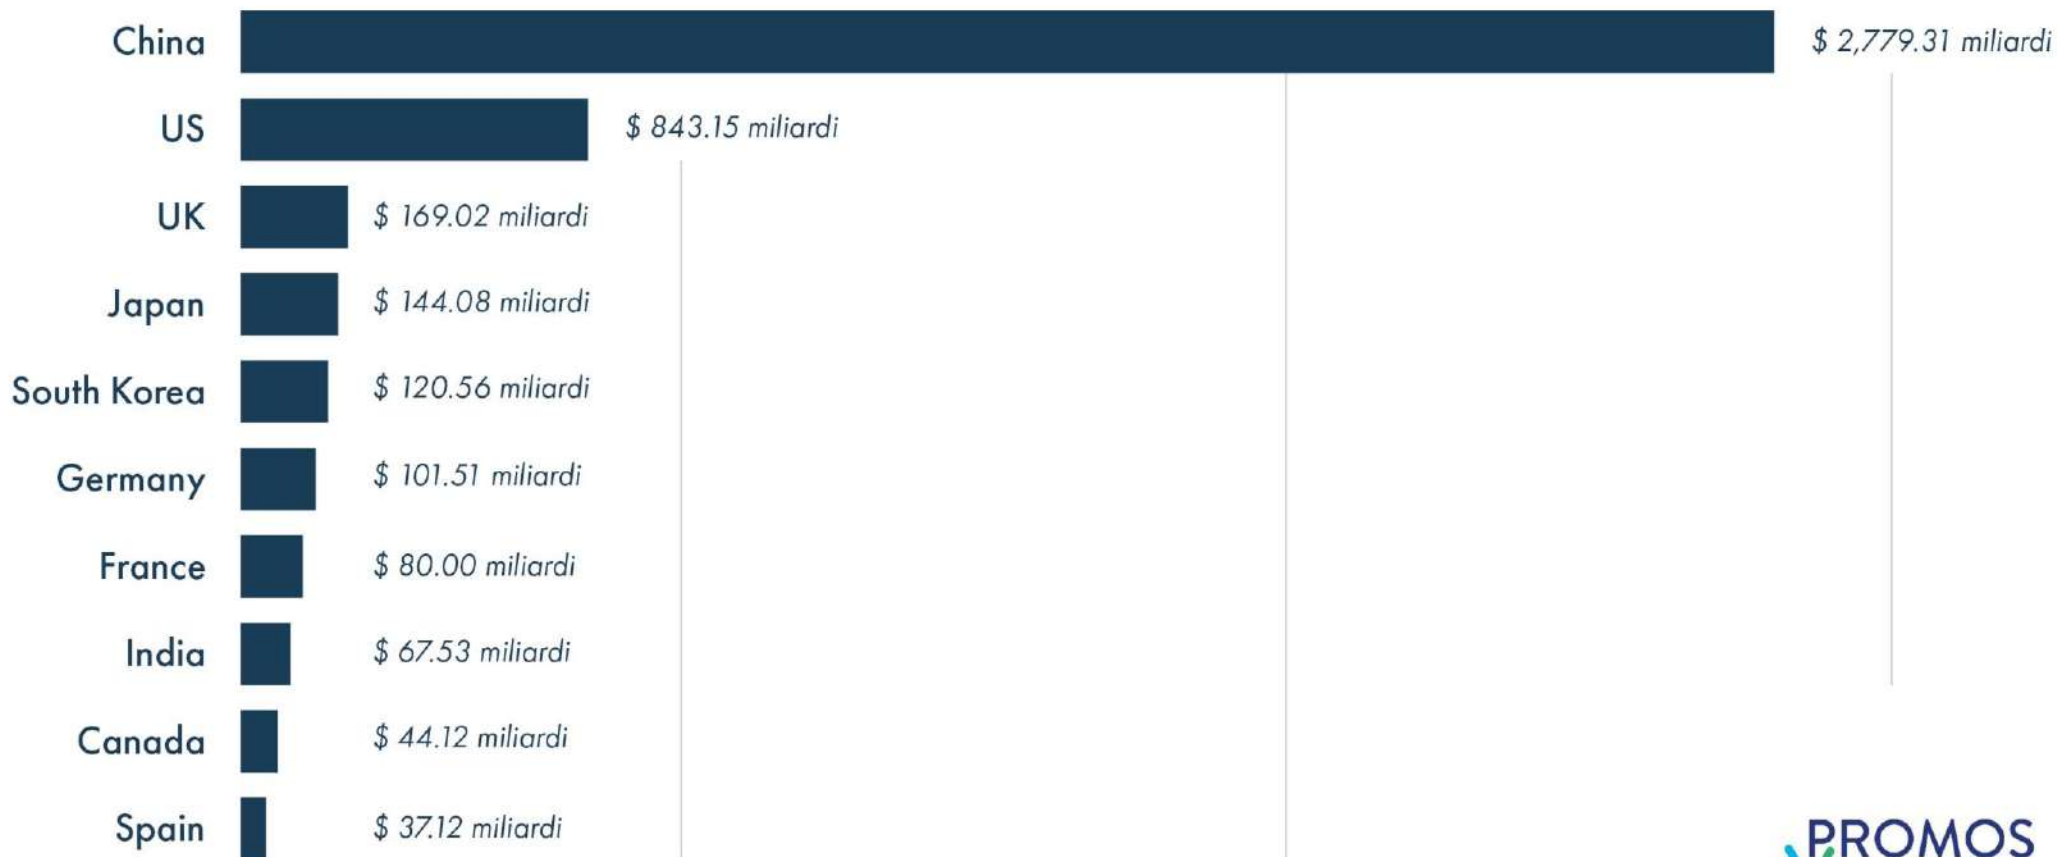 China $ 2,779.31 miliardi
US $ 843.15 miliardi
UK $ 169.02 miliardi
Japan $ 144.08 miliardi
South Korea $ 120.56 miliardi
Germany $ 101.51 miliardi
France $ 80.00 miliardi
India $ 67.53 miliardi
Canada $ 44.12 miliardi
Spain $ 37.12 miliardi
PROMOS